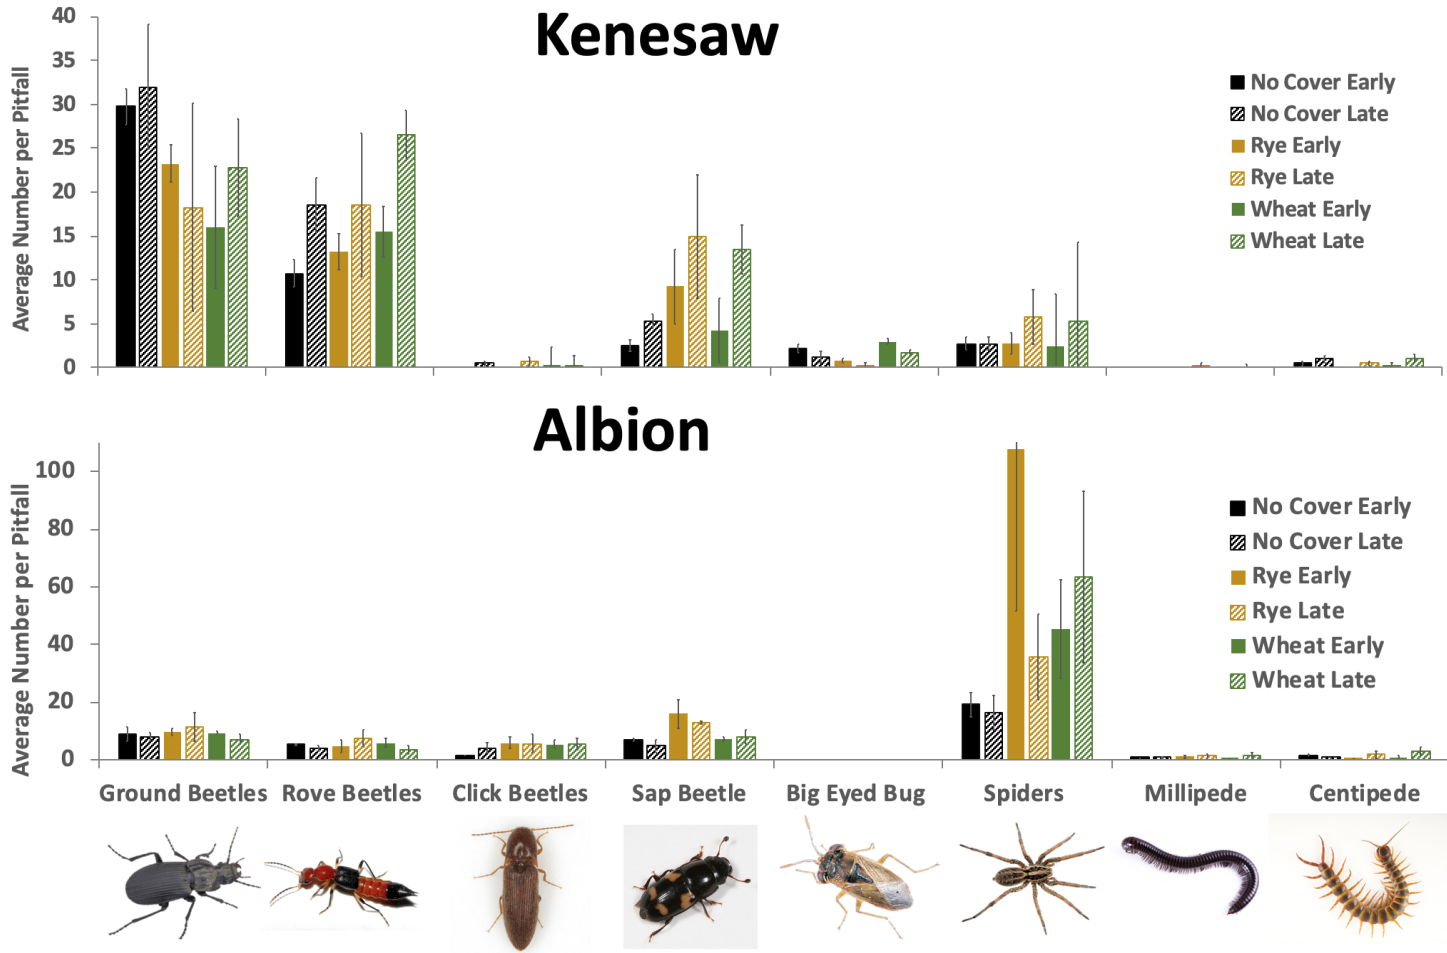 Kenesaw
Average Number per Pitfall
40
35
30
25
20
15
10
5
0
No Cover Early
No Cover Late
Rye Early
Rye Late
Wheat Early
Wheat Late
Albion
Average Number per Pitfall
100
80
60
40
20
0
No Cover Early
No Cover Late
Rye Early
Rye Late
Wheat Early
Wheat Late
Ground Beetles Rove Beetles Click Beetles Sap Beetle Big Eyed Bug Spiders Millipede Centipede